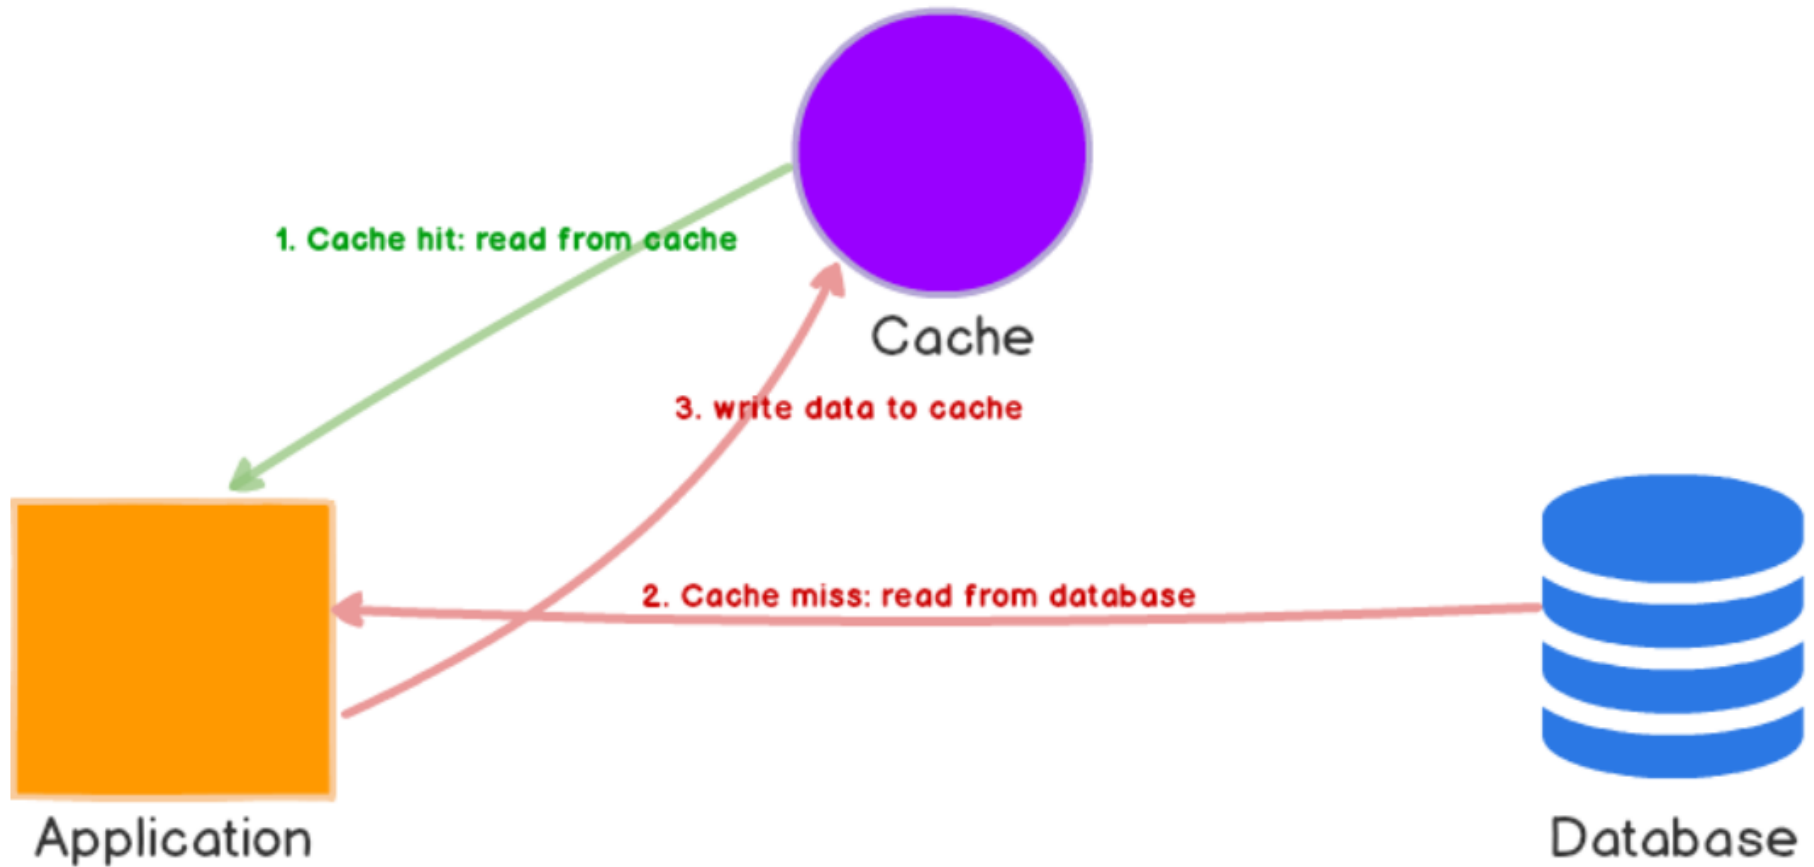 1. Cache hit: read from cache
Cache
3. write data to cache
2. Cache miss: read from database
Application
Database